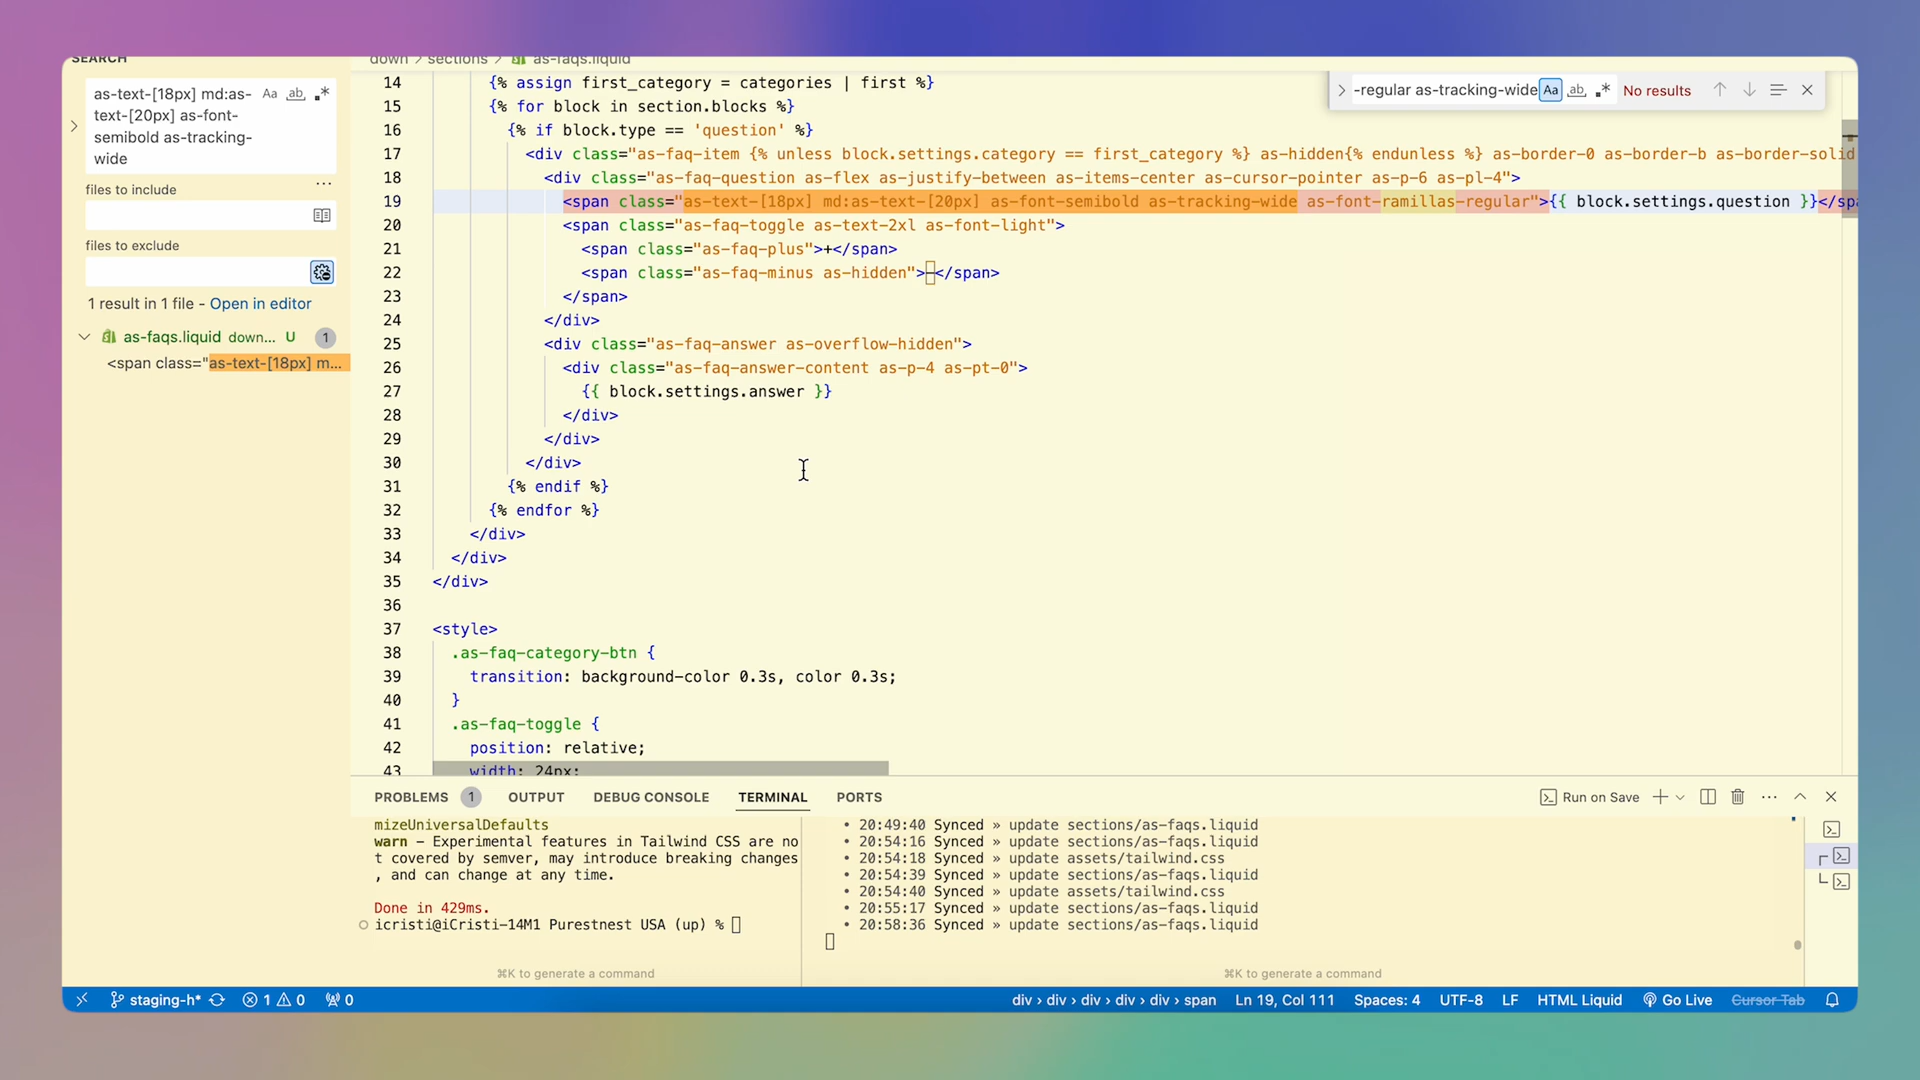 SEARCH
as-text-[18px] md:as-
text-[20px] as-font-
semibold as-tracking-
wide
Aa
ab
.*
files to include
...
files to exclude
1 result in 1 file - Open in editor
as-faqs.liquid down... U 1
<span class="as-text-[18px] m...
down > sections > as-faqs.liquid
-regular as-tracking-wide Aa ab .* No results
14 {% assign first_category = categories | first %}
15 {% for block in section.blocks %}
16 {% if block.type == 'question' %}
17 <div class="as-faq-item {% unless block.settings.category == first_category %} as-hidden{% endunless %} as-border-0 as-border-b as-border-solid
18 <div class="as-faq-question as-flex as-justify-between as-items-center as-cursor-pointer as-p-6 as-pl-4">
19 <span class="as-text-[18px] md:as-text-[20px] as-font-semibold as-tracking-wide as-font-ramillas-regular">{{ block.settings.question }}</spa
20 <span class="as-faq-toggle as-text-2xl as-font-light">
21 <span class="as-faq-plus">+</span>
22 <span class="as-faq-minus as-hidden">−</span>
23 </span>
24 </div>
25 <div class="as-faq-answer as-overflow-hidden">
26 <div class="as-faq-answer-content as-p-4 as-pt-0">
27 {{ block.settings.answer }}
28 </div>
29 </div>
30 </div>
31 {% endif %}
32 {% endfor %}
33 </div>
34 </div>
35 </div>
36
37 <style>
38 .as-faq-category-btn {
39 transition: background-color 0.3s, color 0.3s;
40 }
41 .as-faq-toggle {
42 position: relative;
43 width: 24px;
PROBLEMS 1 OUTPUT DEBUG CONSOLE TERMINAL PORTS
Run on Save
mizeUniversalDefaults
warn - Experimental features in Tailwind CSS are no
t covered by semver, may introduce breaking changes
, and can change at any time.
Done in 429ms.
icristi@iCristi-14M1 Purestnest USA (up) %
⌘K to generate a command
• 20:49:40 Synced » update sections/as-faqs.liquid
• 20:54:16 Synced » update sections/as-faqs.liquid
• 20:54:18 Synced » update assets/tailwind.css
• 20:54:39 Synced » update sections/as-faqs.liquid
• 20:54:40 Synced » update assets/tailwind.css
• 20:55:17 Synced » update sections/as-faqs.liquid
• 20:58:36 Synced » update sections/as-faqs.liquid
⌘K to generate a command
staging-h* 1 0 0
div › div › div › div › div › span Ln 19, Col 111 Spaces: 4 UTF-8 LF HTML Liquid Go Live Cursor Tab